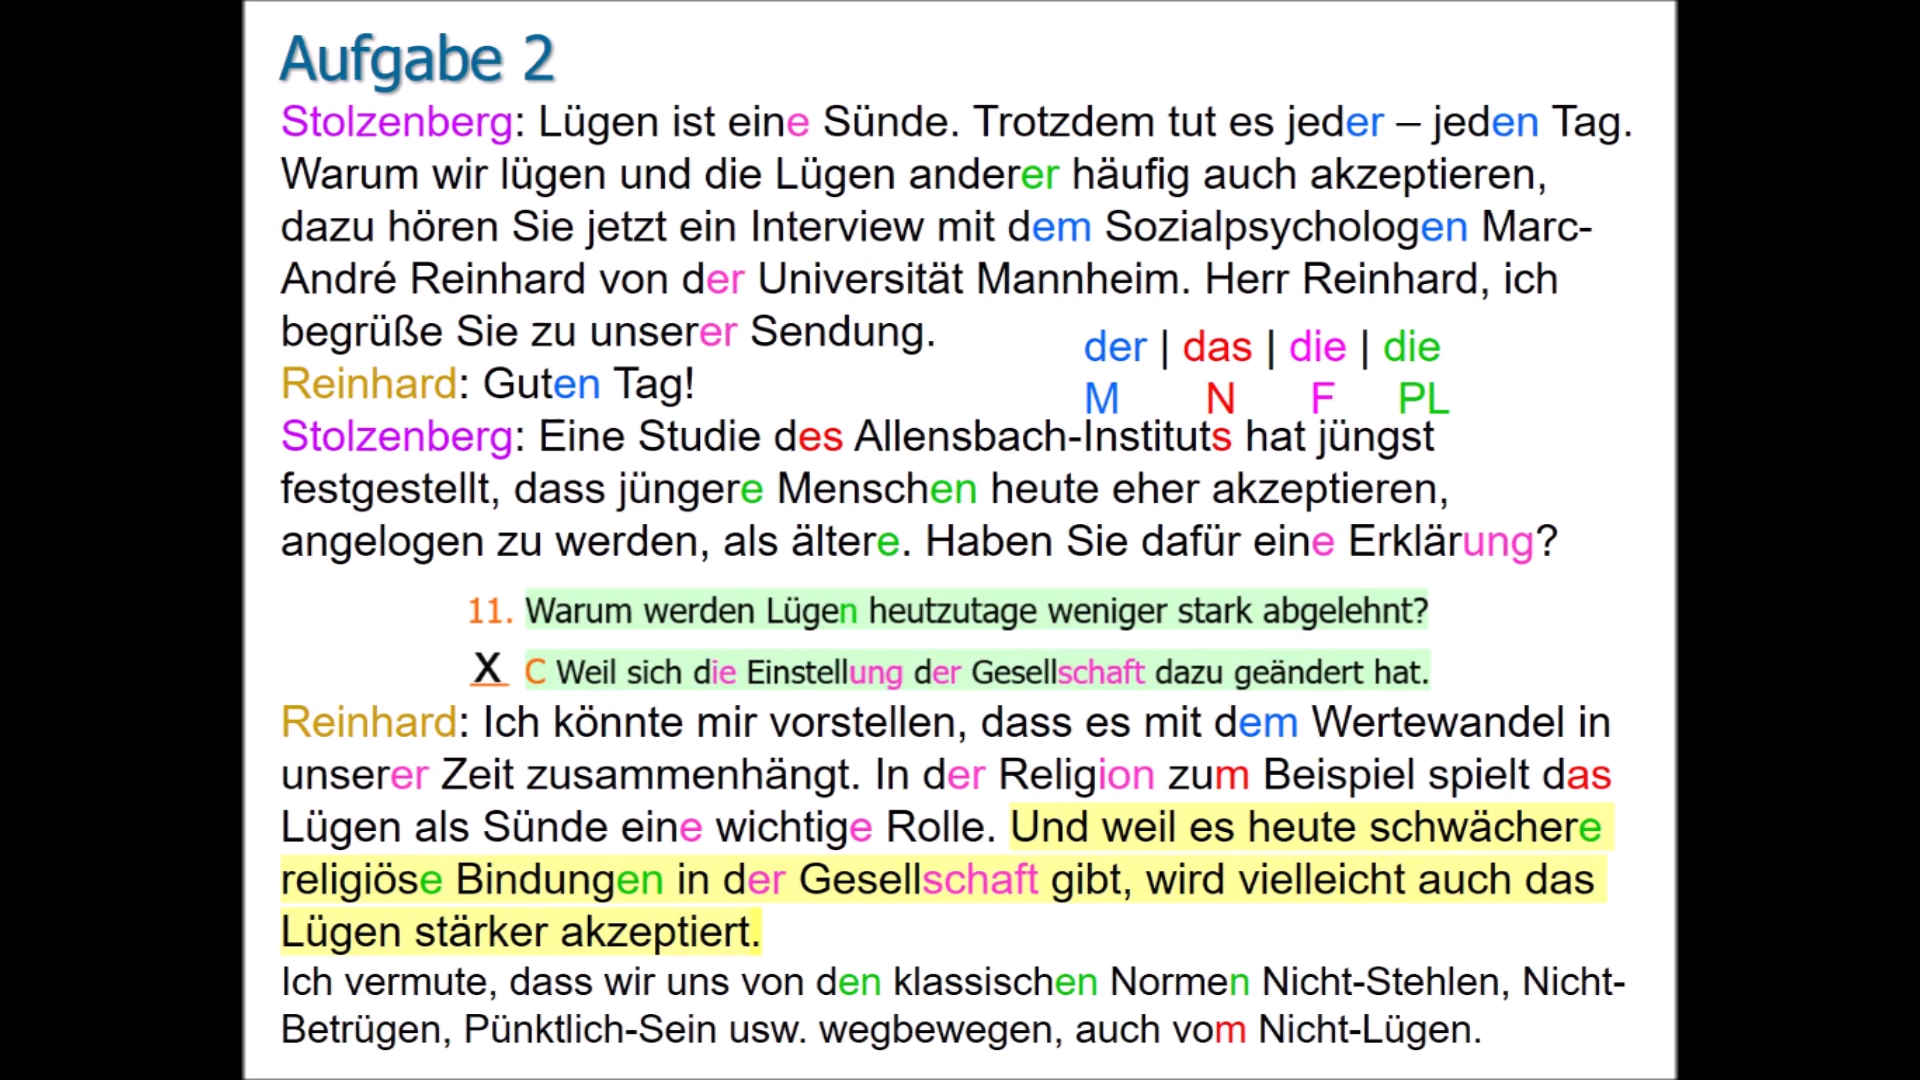 Aufgabe 2
Stolzenberg: Lügen ist eine Sünde. Trotzdem tut es jeder – jeden Tag.
Warum wir lügen und die Lügen anderer häufig auch akzeptieren,
dazu hören Sie jetzt ein Interview mit dem Sozialpsychologen Marc-
André Reinhard von der Universität Mannheim. Herr Reinhard, ich
begrüße Sie zu unserer Sendung.
der | das | die | die
Reinhard: Guten Tag!
M N F PL
Stolzenberg: Eine Studie des Allensbach-Instituts hat jüngst
festgestellt, dass jüngere Menschen heute eher akzeptieren,
angelogen zu werden, als ältere. Haben Sie dafür eine Erklärung?
11. Warum werden Lügen heutzutage weniger stark abgelehnt?
X C Weil sich die Einstellung der Gesellschaft dazu geändert hat.
Reinhard: Ich könnte mir vorstellen, dass es mit dem Wertewandel in
unserer Zeit zusammenhängt. In der Religion zum Beispiel spielt das
Lügen als Sünde eine wichtige Rolle. Und weil es heute schwächere
religiöse Bindungen in der Gesellschaft gibt, wird vielleicht auch das
Lügen stärker akzeptiert.
Ich vermute, dass wir uns von den klassischen Normen Nicht-Stehlen, Nicht-
Betrügen, Pünktlich-Sein usw. wegbewegen, auch vom Nicht-Lügen.